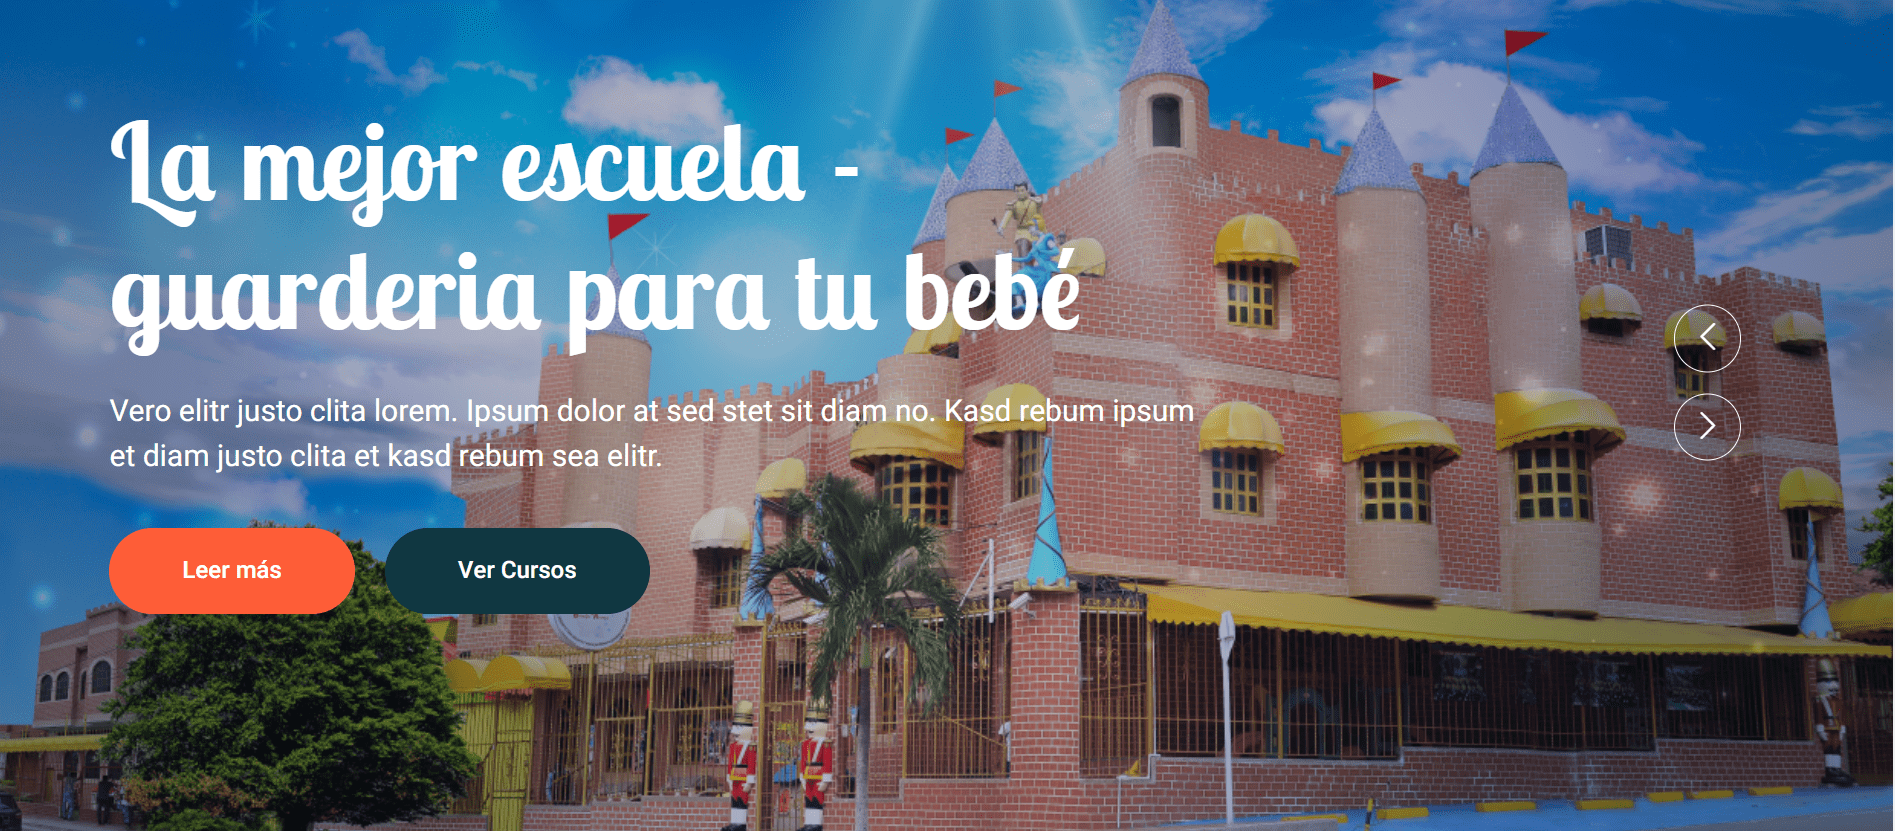 La mejor escuela -
guarderia para tu bebé
Vero elitr justo clita lorem. Ipsum dolor at sed stet sit diam no. Kasd rebum ipsum
et diam justo clita et kasd rebum sea elitr.
Leer más
Ver Cursos